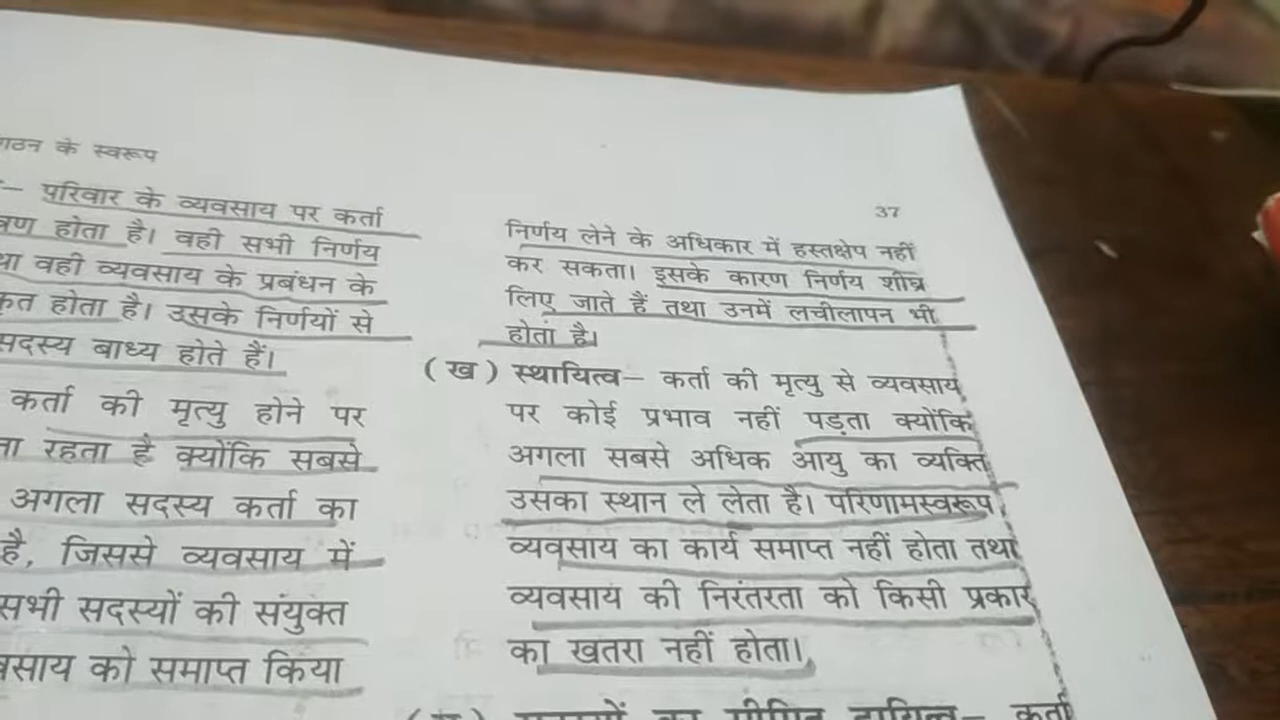 के स्वरूप
– परिवार के व्यवसाय पर कर्ता
होता है। वही सभी निर्णय
वही व्यवसाय के प्रबंधन के
होता है। उसके निर्णयों से
सदस्य बाध्य होते हैं।
कर्ता की मृत्यु होने पर
रहता है क्योंकि सबसे
अगला सदस्य कर्ता का
है, जिससे व्यवसाय में
सभी सदस्यों की संयुक्त
को समाप्त किया
37
निर्णय लेने के अधिकार में हस्तक्षेप नहीं
कर सकता। इसके कारण निर्णय शीघ्र
लिए जाते हैं तथा उनमें लचीलापन भी
होता है।
(ख) स्थायित्व– कर्ता की मृत्यु से व्यवसाय
पर कोई प्रभाव नहीं पड़ता क्योंकि
अगला सबसे अधिक आयु का व्यक्ति
उसका स्थान ले लेता है। परिणामस्वरूप
व्यवसाय का कार्य समाप्त नहीं होता तथा
व्यवसाय की निरंतरता को किसी प्रकार
का खतरा नहीं होता।
दायित्व– कर्ता